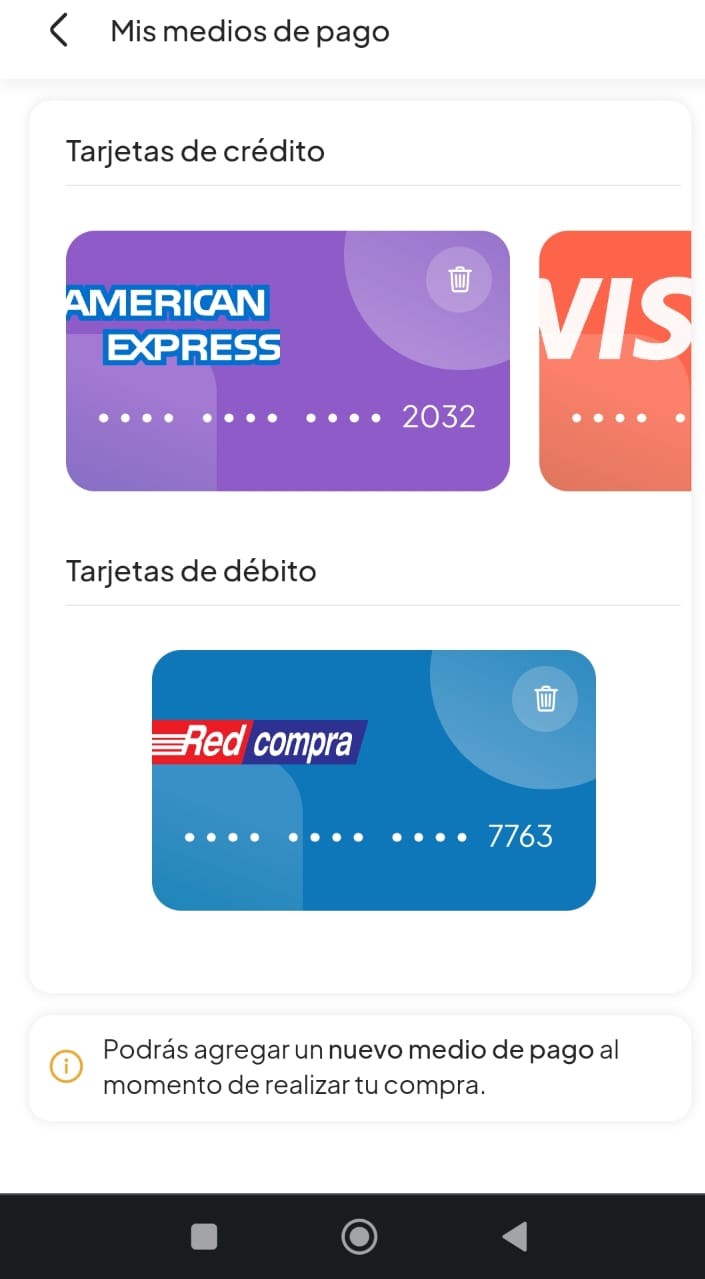 Mis medios de pago
Tarjetas de crédito
AMERICAN
EXPRESS
VIS
•••• •••• •••• 2032
Tarjetas de débito
Red compra
•••• •••• •••• 7763
Podrás agregar un nuevo medio de pago al
momento de realizar tu compra.